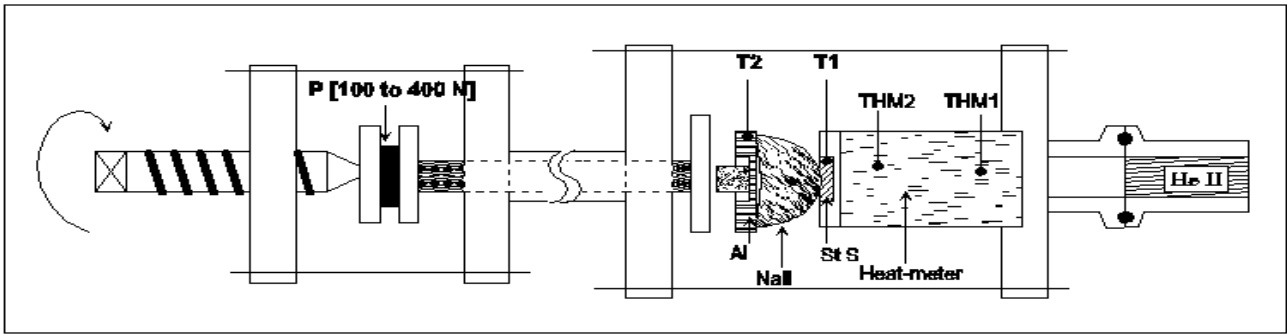 T2 T1
P [100 to 400 N]
THM2 THM1
He II
Al
Nail
St S
Heat-meter